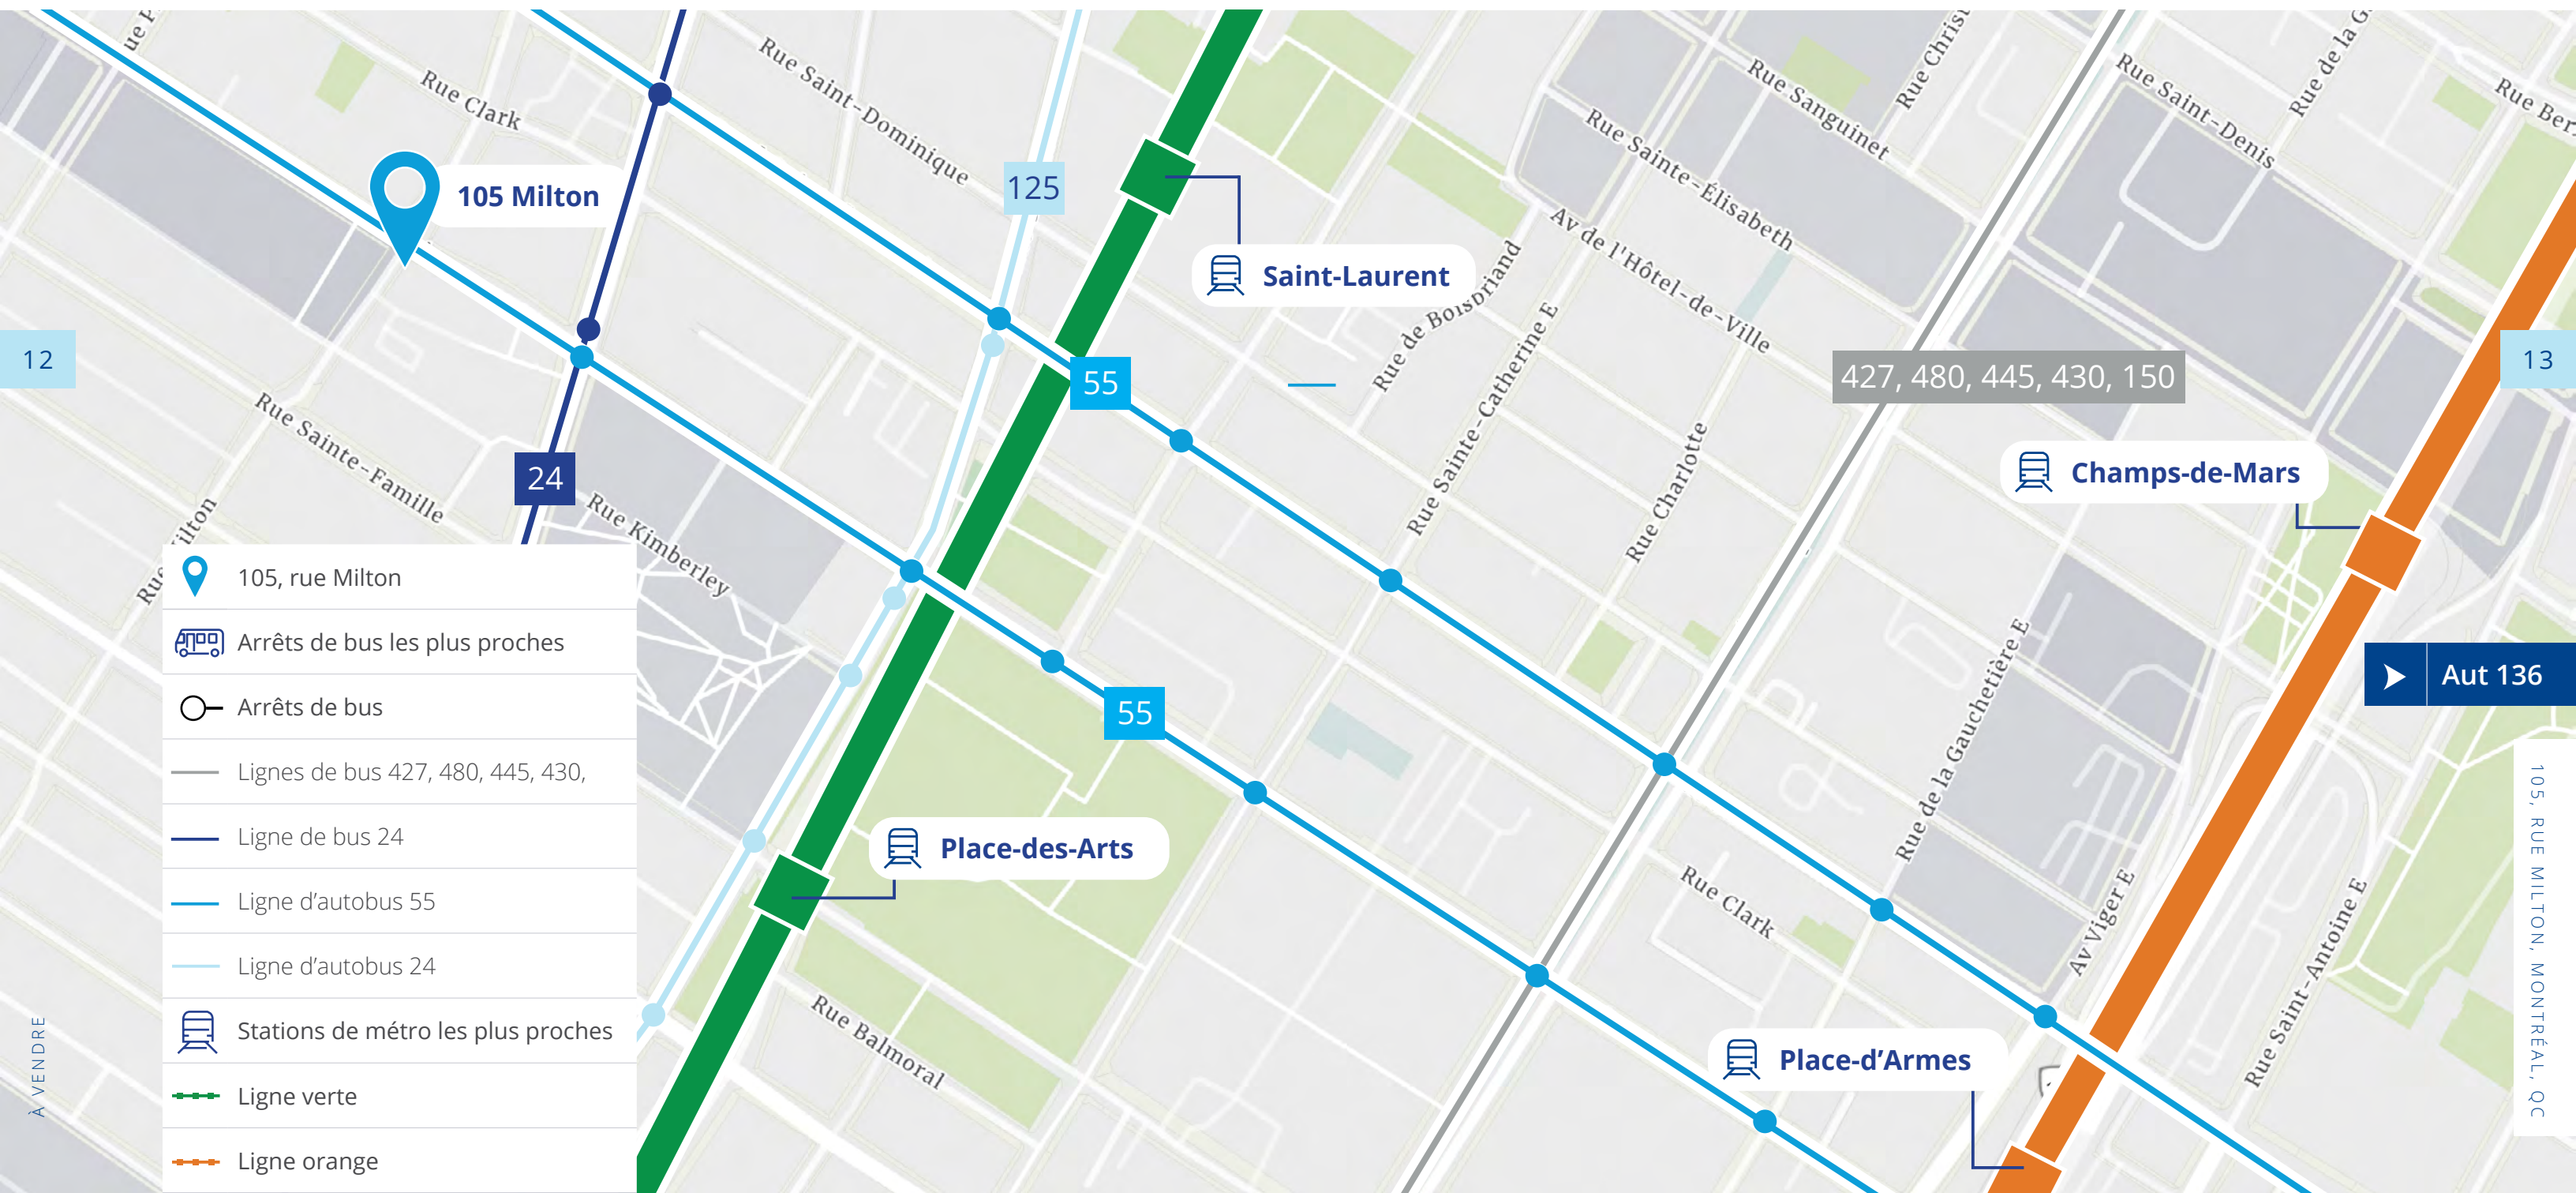 Rue Clark
Rue Saint-Dominique
Rue Sanguinet
Rue Saint-Denis
Rue Sainte-Élisabeth
Av de l'Hôtel-de-Ville
105 Milton
125
Saint-Laurent
Rue de Boisbriand
Rue Sainte-Catherine E
12
55
427, 480, 445, 430, 150
13
Rue Sainte-Famille
24
Rue Kimberley
Rue Charlotte
Champs-de-Mars
105, rue Milton
Arrêts de bus les plus proches
Arrêts de bus
Lignes de bus 427, 480, 445, 430,
Ligne de bus 24
Ligne d’autobus 55
Ligne d’autobus 24
Stations de métro les plus proches
Ligne verte
Ligne orange
55
Aut 136
Rue de la Gauchetière E
Place-des-Arts
Rue Clark
Av Viger E
Rue Saint-Antoine E
Rue Balmoral
Place-d’Armes
À VENDRE
105, RUE MILTON, MONTRÉAL, QC